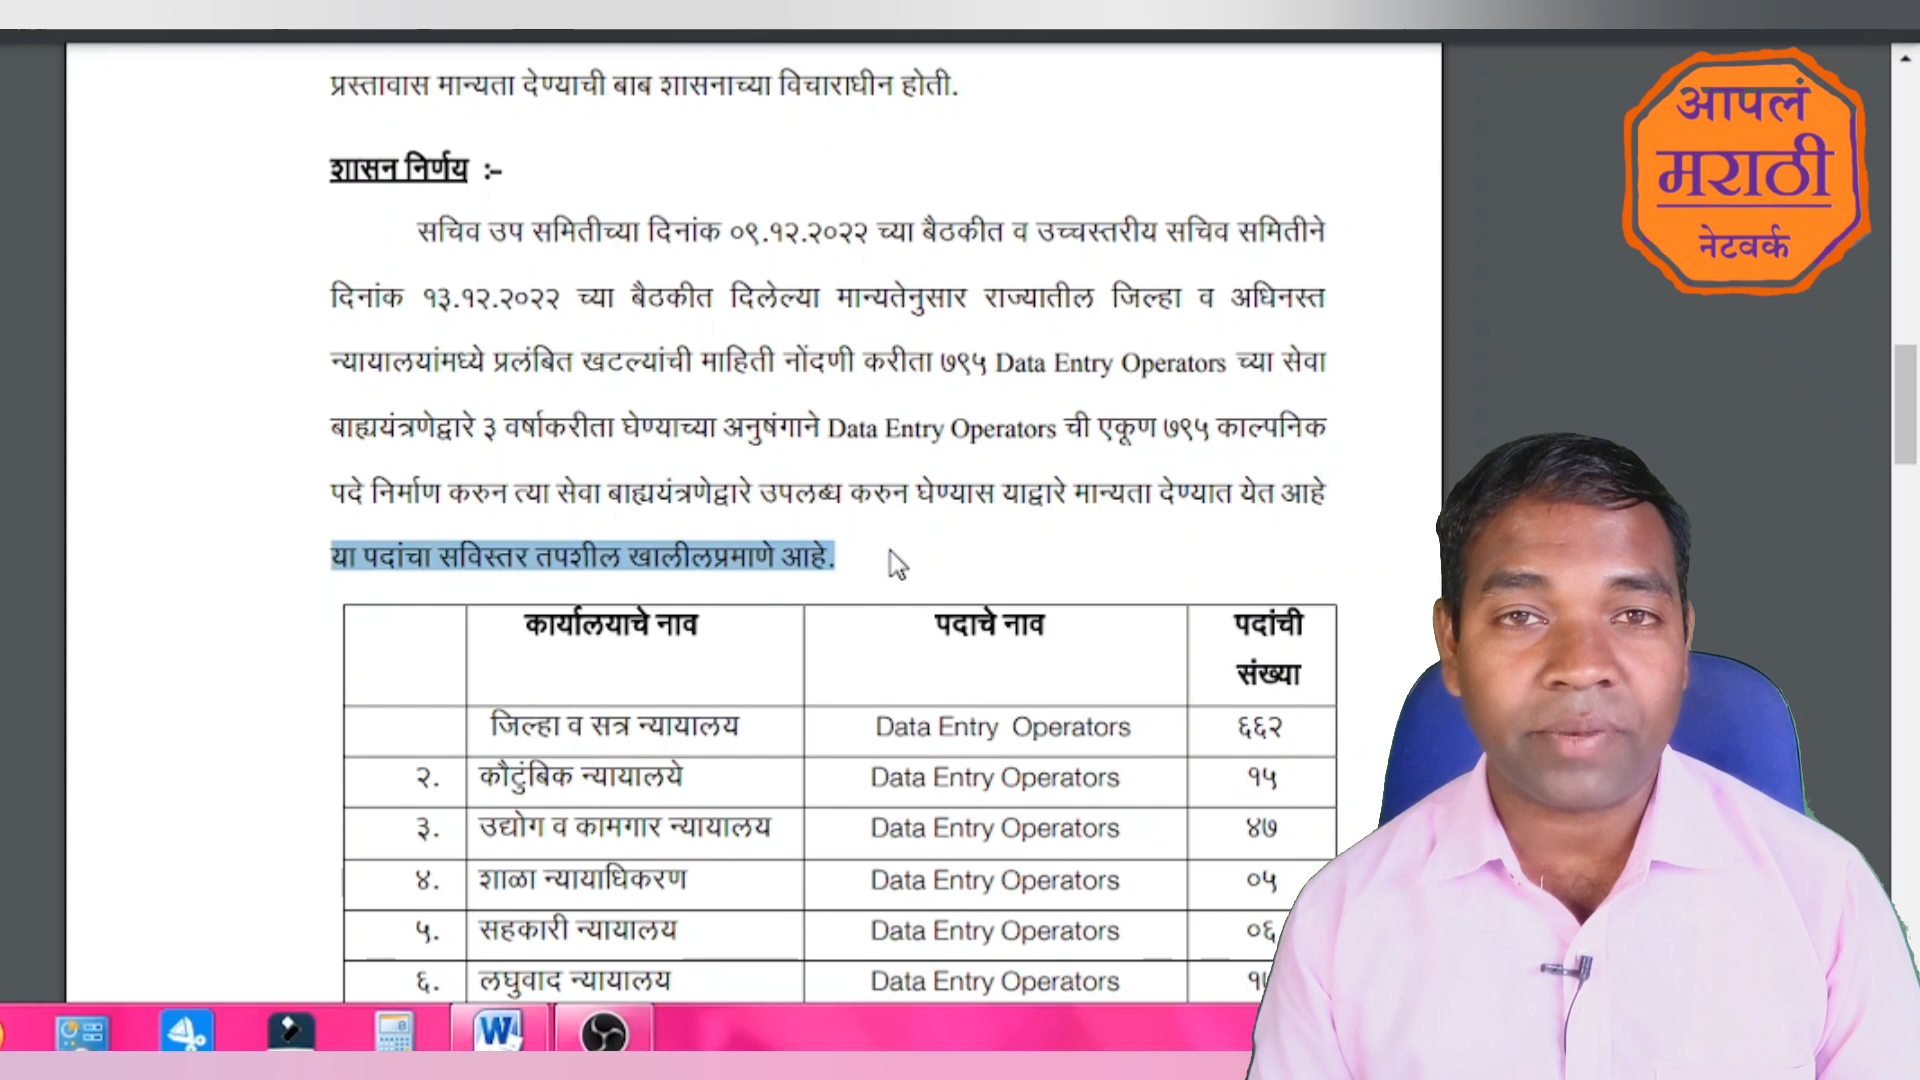 प्रस्तावास मान्यता देण्याची बाब शासनाच्या विचाराधीन होती.
शासन निर्णय :-
सचिव उप समितीच्या दिनांक ०९.१२.२०२२ च्या बैठकीत व उच्चस्तरीय सचिव समितीने
दिनांक १३.१२.२०२२ च्या बैठकीत दिलेल्या मान्यतेनुसार राज्यातील जिल्हा व अधिनस्त
न्यायालयांमध्ये प्रलंबित खटल्यांची माहिती नोंदणी करीता ७९५ Data Entry Operators च्या सेवा
बाह्ययंत्रणेद्वारे ३ वर्षाकरीता घेण्याच्या अनुषंगाने Data Entry Operators ची एकूण ७९५ काल्पनिक
पदे निर्माण करुन त्या सेवा बाह्ययंत्रणेद्वारे उपलब्ध करुन घेण्यास याद्वारे मान्यता देण्यात येत आहे
या पदांचा सविस्तर तपशील खालीलप्रमाणे आहे.
कार्यालयाचे नाव पदाचे नाव पदांची
संख्या
जिल्हा व सत्र न्यायालय Data Entry Operators ६६२
२. कौटुंबिक न्यायालये Data Entry Operators १५
३. उद्योग व कामगार न्यायालय Data Entry Operators ४७
४. शाळा न्यायाधिकरण Data Entry Operators ०५
५. सहकारी न्यायालय Data Entry Operators ०६
६. लघुवाद न्यायालय Data Entry Operators
आपलं
मराठी
नेटवर्क